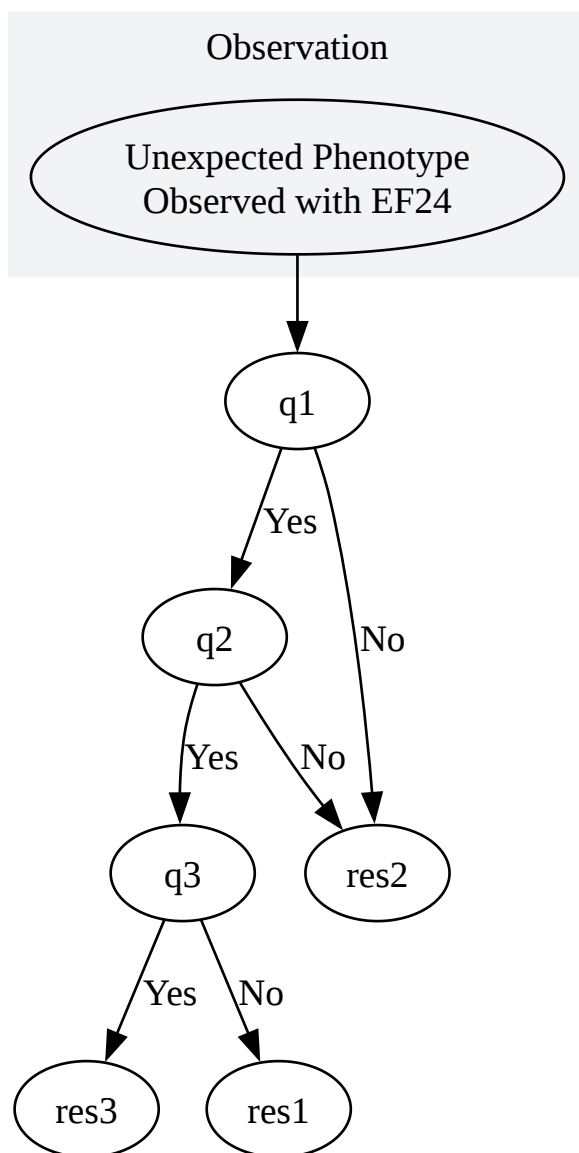 Observation
Unexpected Phenotype
Observed with EF24
q1
Yes
q2
No
Yes
No
q3
res2
Yes
No
res3
res1